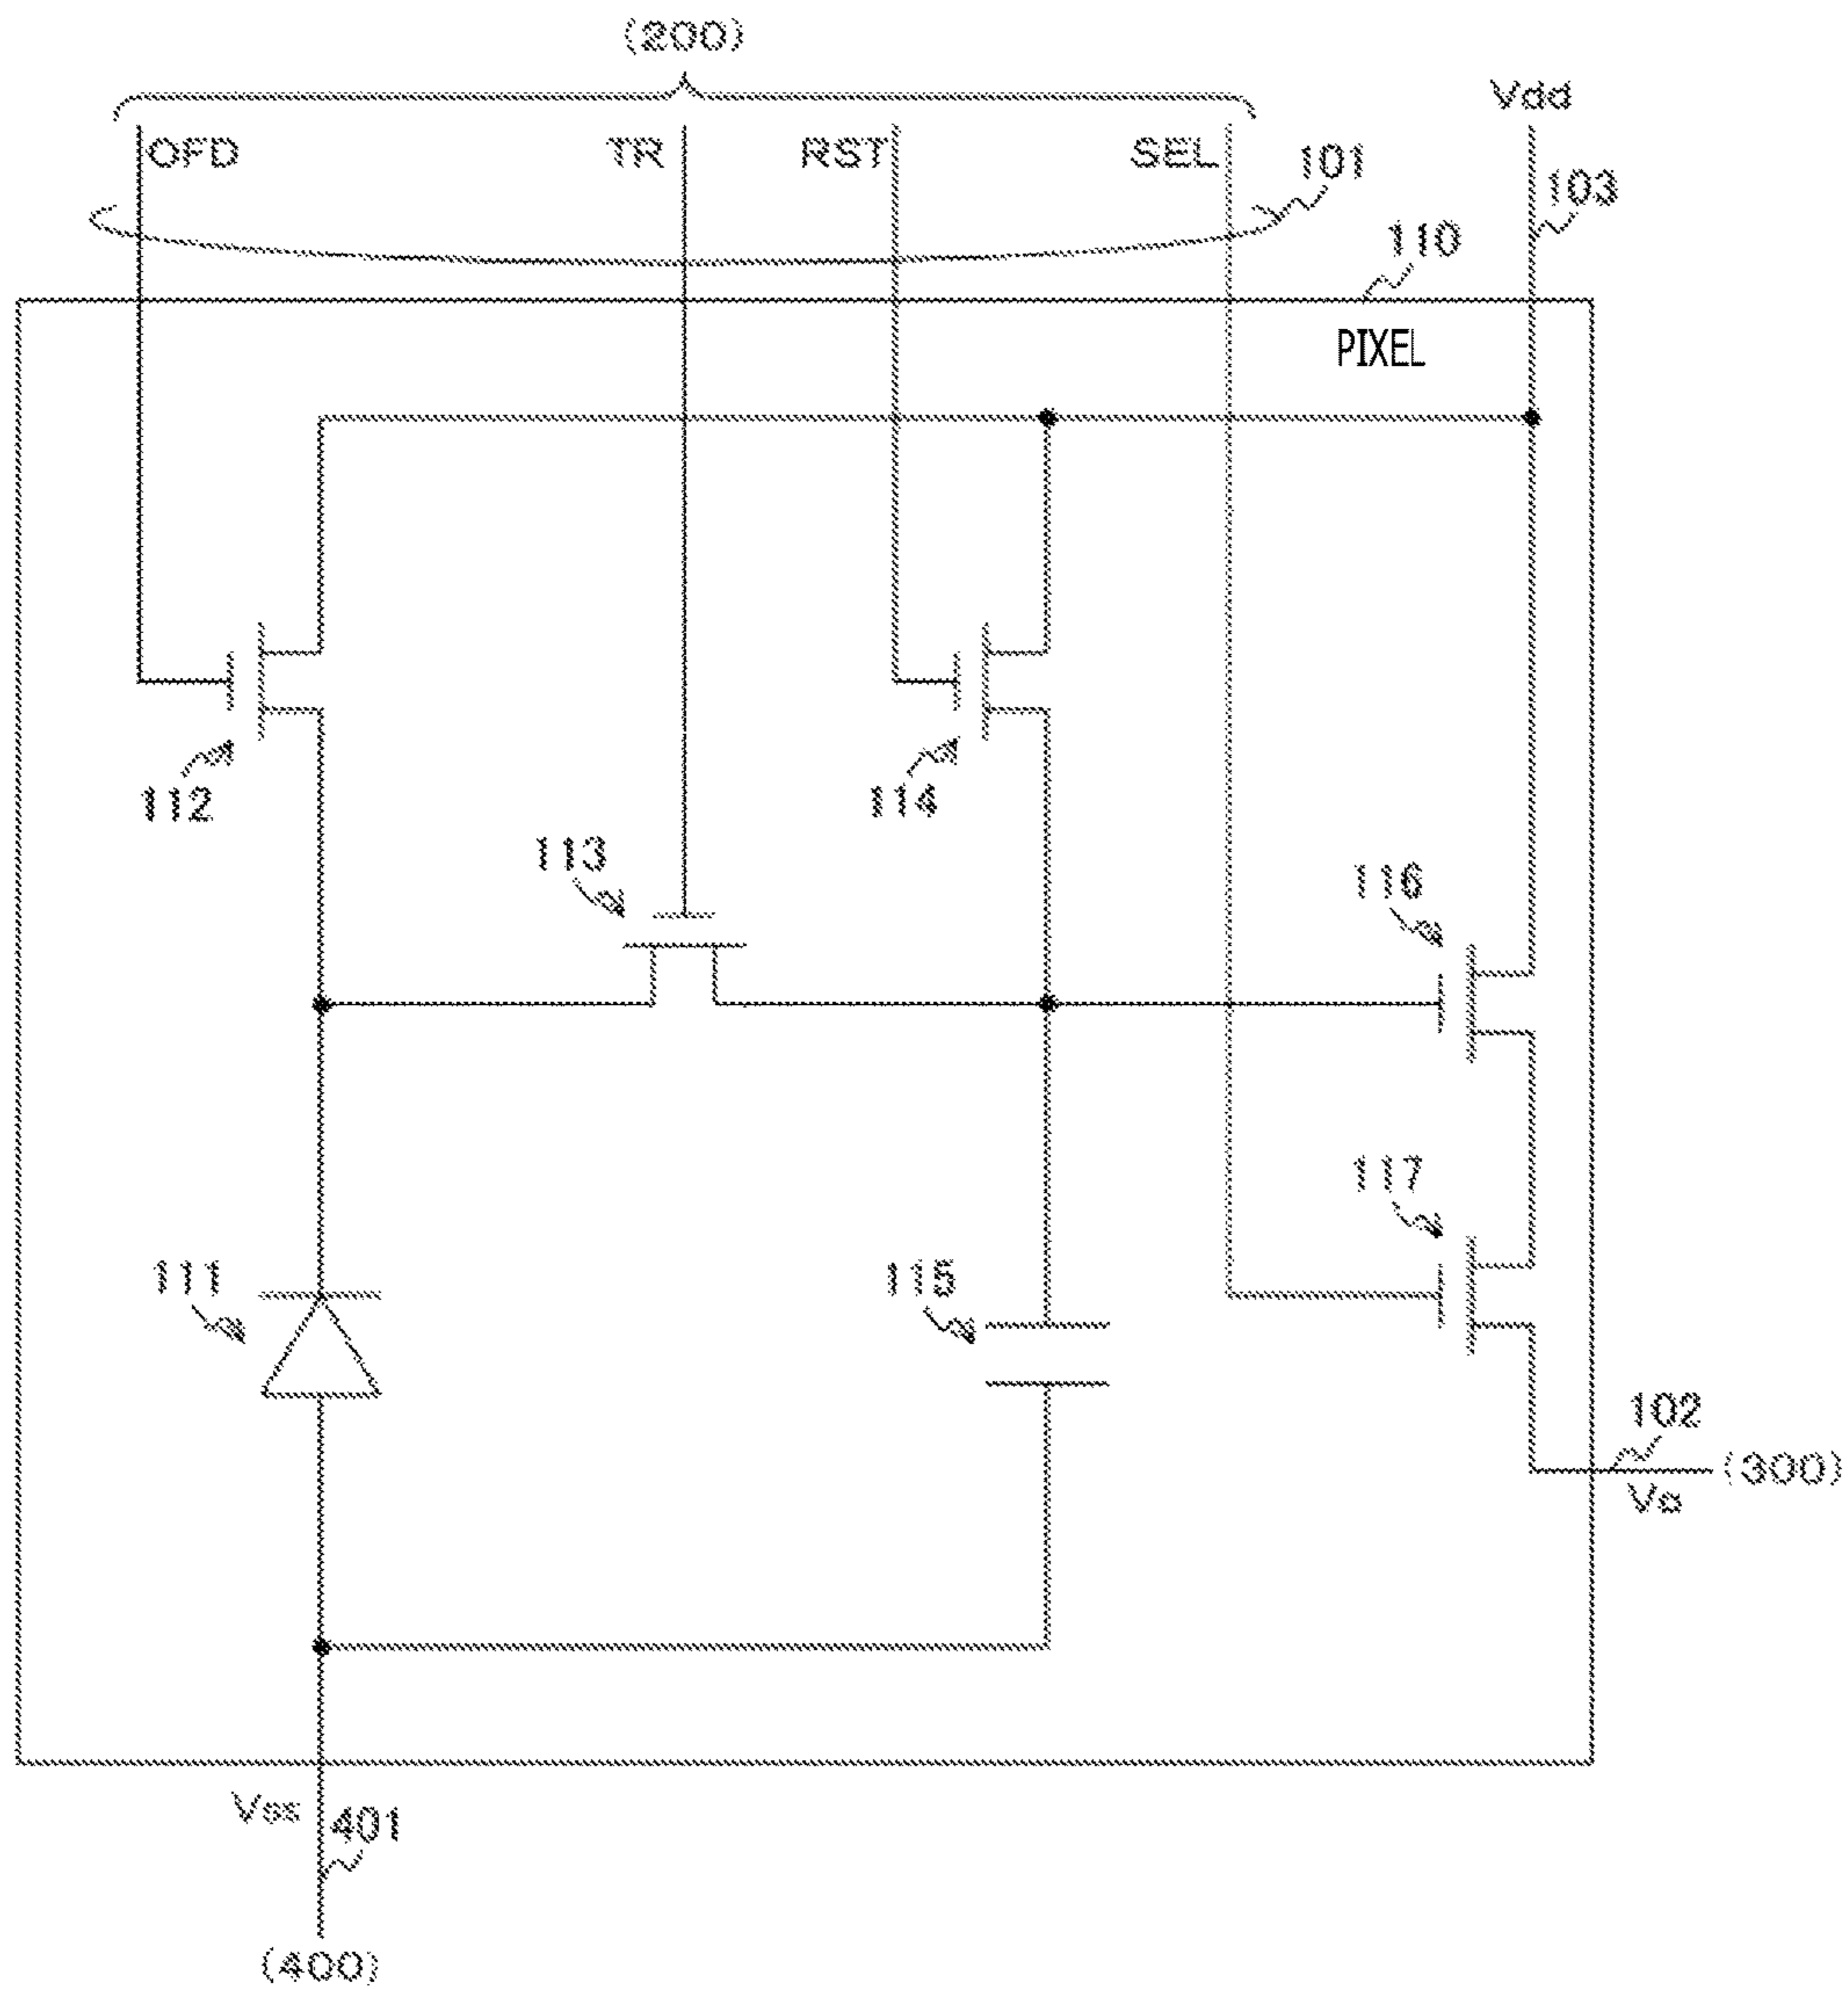 (200)
Vdd
OFD
TR
RST
SEL
101
103
110
PIXEL
112
114
113
116
117
111
115
102
(300)
Vo
Vss
401
(400)